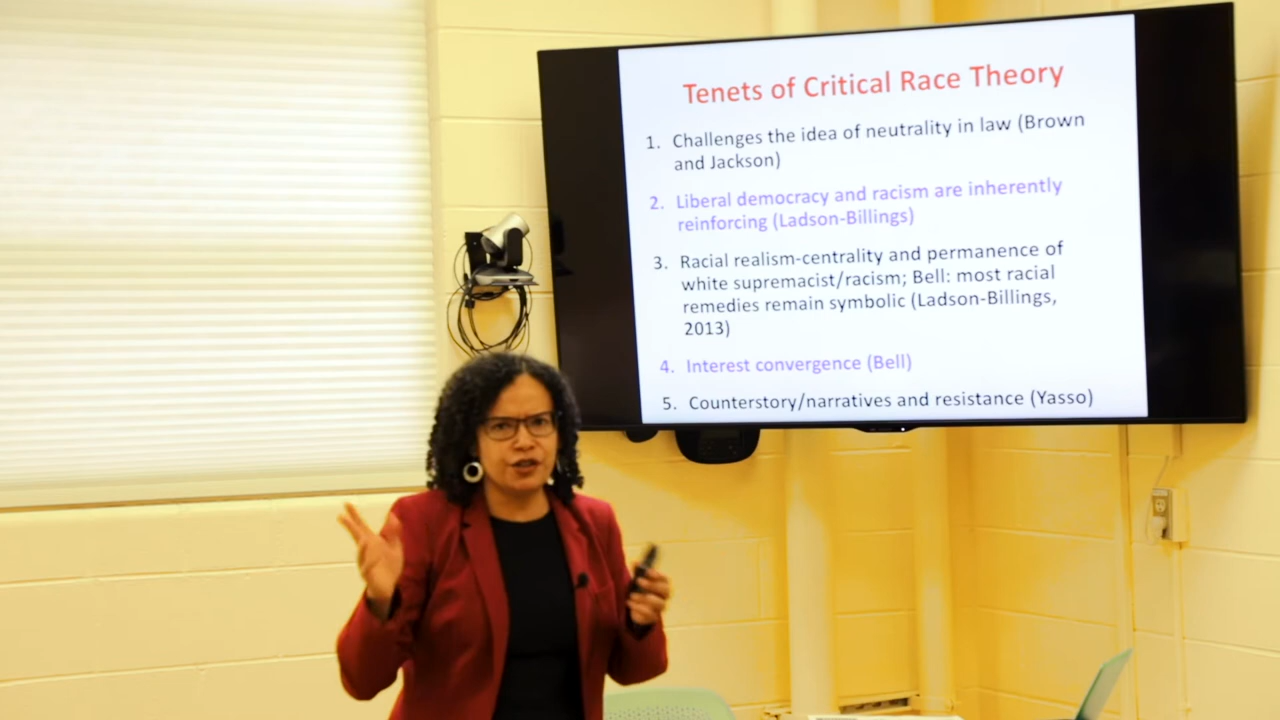 Tenets of Critical Race Theory
1. Challenges the idea of neutrality in law (Brown
and Jackson)
2. Liberal democracy and racism are inherently
reinforcing (Ladson-Billings)
3. Racial realism-centrality and permanence of
white supremacist/racism; Bell: most racial
remedies remain symbolic (Ladson-Billings,
2013)
4. Interest convergence (Bell)
5. Counterstory/narratives and resistance (Yasso)